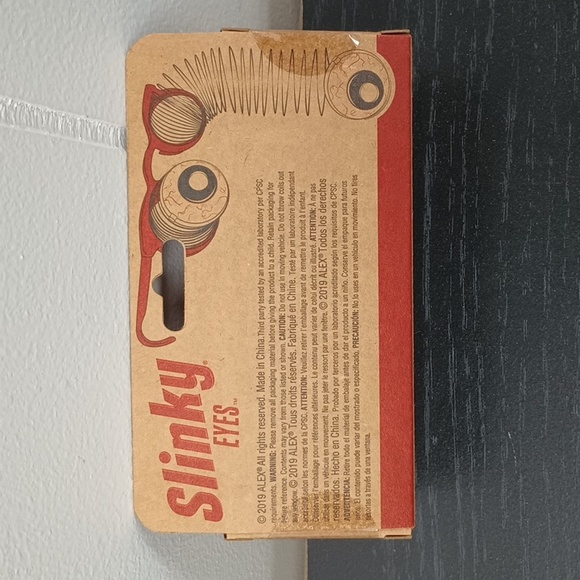 Slinky®
EYES™
© 2019 ALEX® All rights reserved. Made in China. Third party tested by an accredited laboratory per CPSC
requirements. WARNING: Please remove all packaging material before giving the product to a child. Retain packaging for
future reference. Contents may vary from those listed or shown. CAUTION: Do not use in moving vehicle. Do not throw coils out
any window. © 2019 ALEX® Tous droits réservés. Fabriqué en Chine. Testé par un laboratoire indépendant
accrédité selon les normes de la CPSC. ATTENTION: Veuillez retirer l'emballage avant de remettre le produit à l'enfant.
Conserver l'emballage pour références ultérieures. Le contenu peut varier de celui décrit ou illustré. ATTENTION: À ne pas
utiliser dans un véhicule en mouvement. Ne pas jeter le ressort par une fenêtre. © 2019 ALEX® Todos los derechos
reservados. Hecho en China. Probado por terceros por un laboratorio acreditado según los requisitos de CPSC.
ADVERTENCIA: Retire todo el material de embalaje antes de dar el producto a un niño. Conserve el empaque para futuras
refe. El contenido puede variar del mostrado o especificado. PRECAUCIÓN: No lo uses en un vehículo en movimiento. No tires
espirales a través de una ventana.